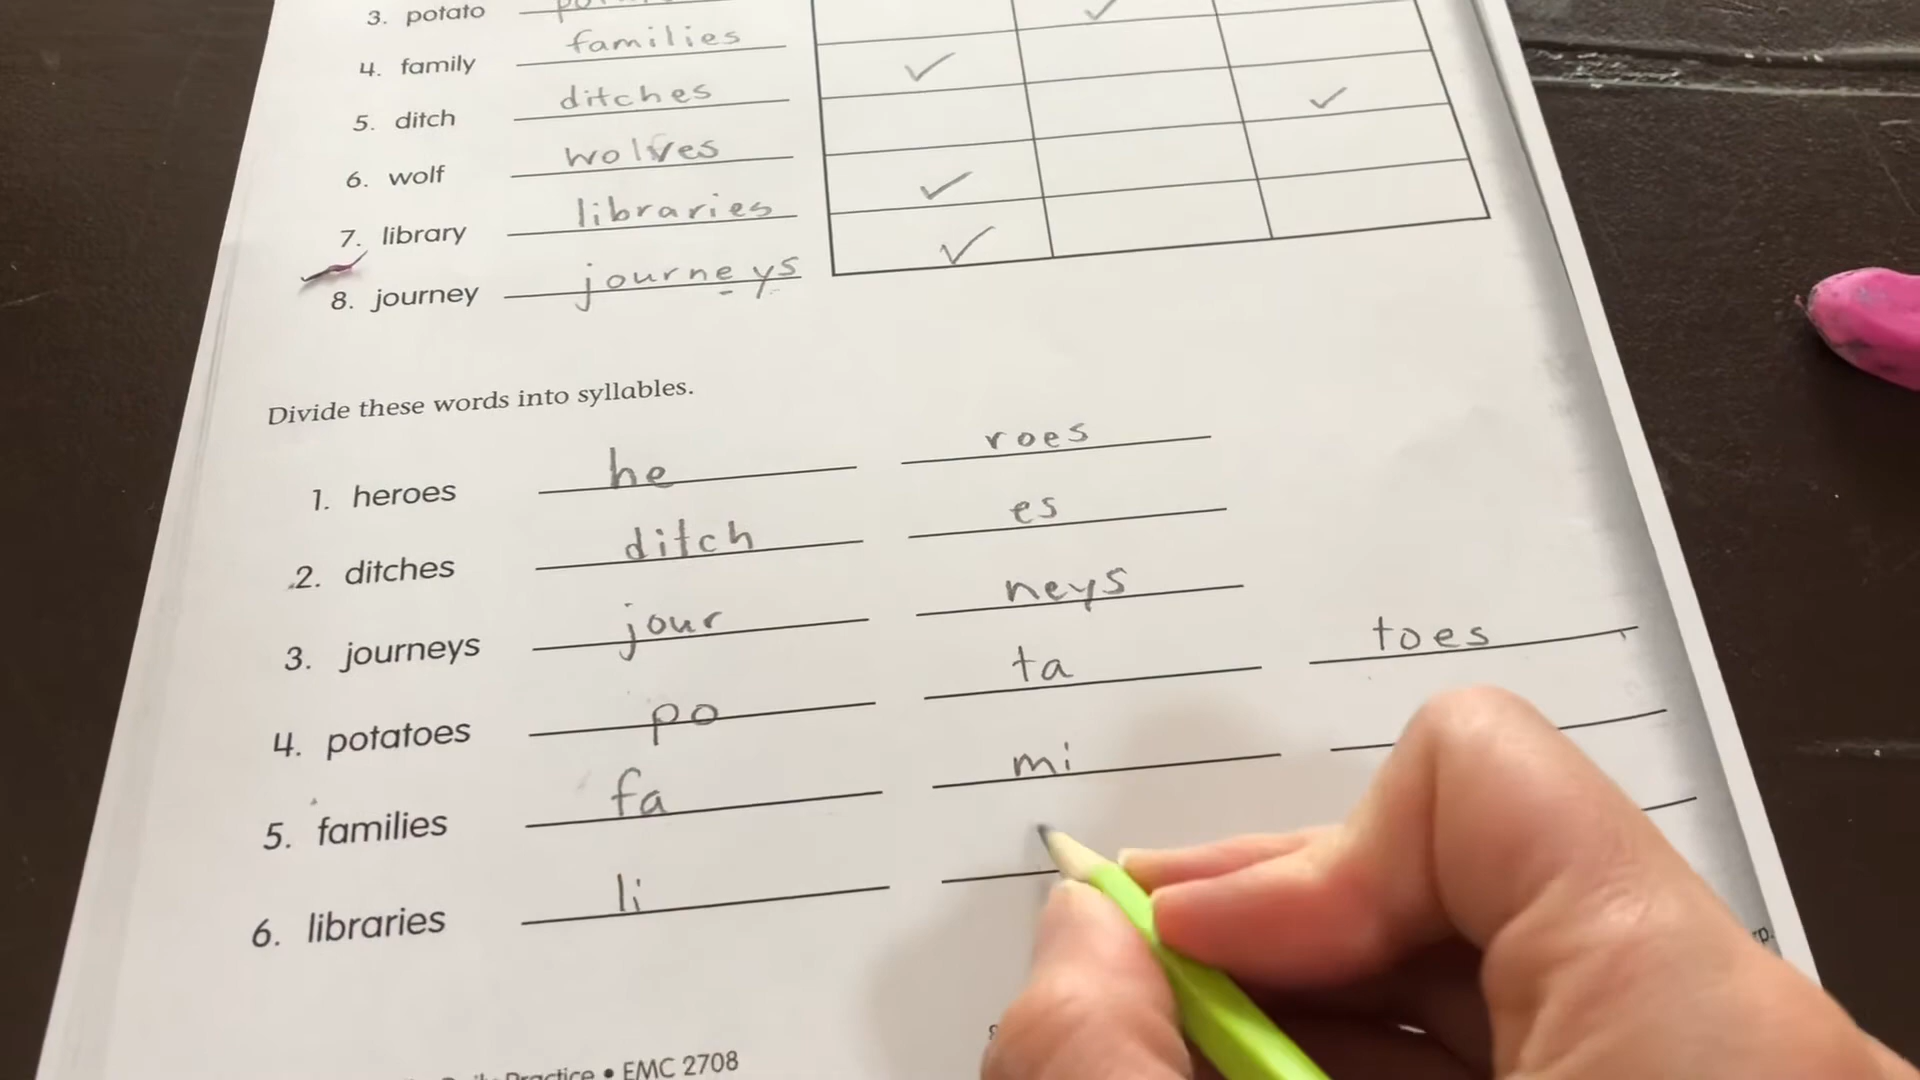 3. potato
4. family families
5. ditch ditches
6. wolf wolves
7. library libraries
8. journey journeys
Divide these words into syllables.
1. heroes he roes
2. ditches ditch es
3. journeys jour neys
4. potatoes po ta toes
5. families fa mi
6. libraries li
Practice • EMC 2708